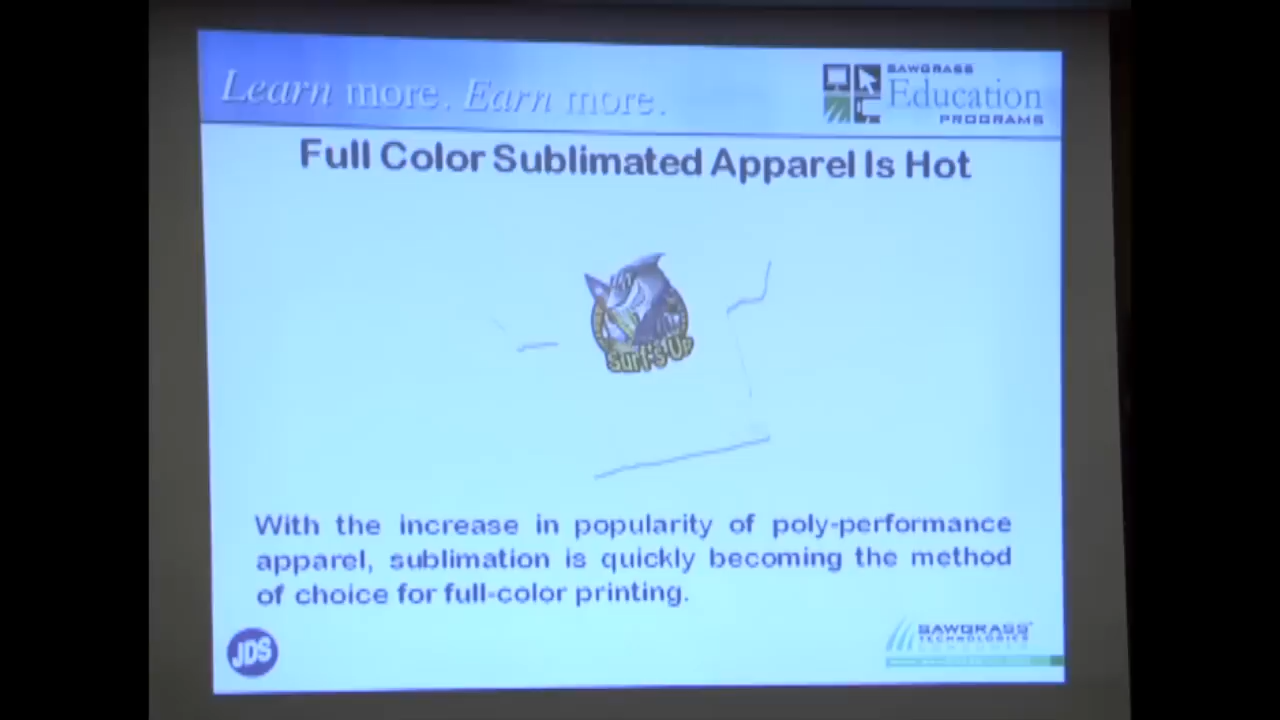 Learn more. Earn more.
SAWGRASS
Education
PROGRAMS
Full Color Sublimated Apparel Is Hot
Surf's Up
With the increase in popularity of poly-performance
apparel, sublimation is quickly becoming the method
of choice for full-color printing.
JDS
SAWGRASS
TECHNOLOGIES